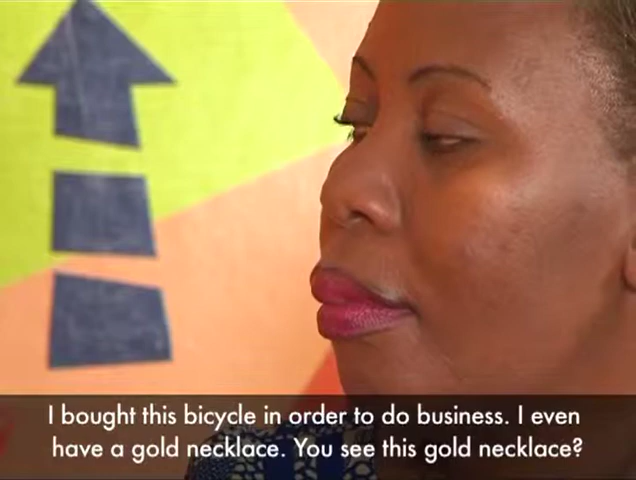 I bought this bicycle in order to do business. I even
have a gold necklace. You see this gold necklace?